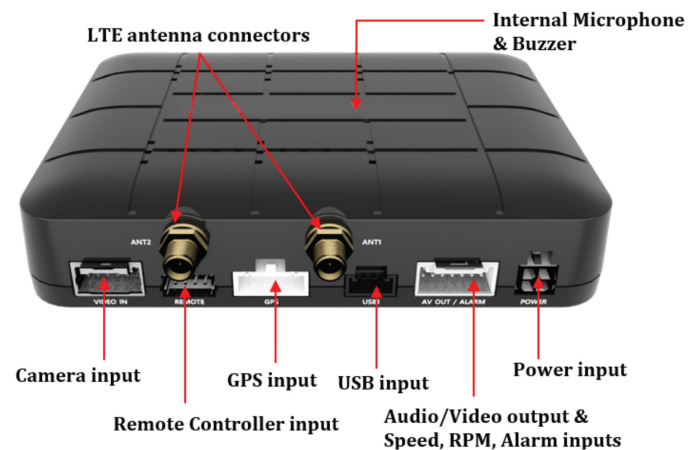 Internal Microphone
& Buzzer
LTE antenna connectors
ANT2
ANT1
VIDEO IN
REMOTE
GPS
USB1
AV OUT / ALARM
POWER
Camera input
GPS input
USB input
Power input
Remote Controller input
Audio/Video output &
Speed, RPM, Alarm inputs